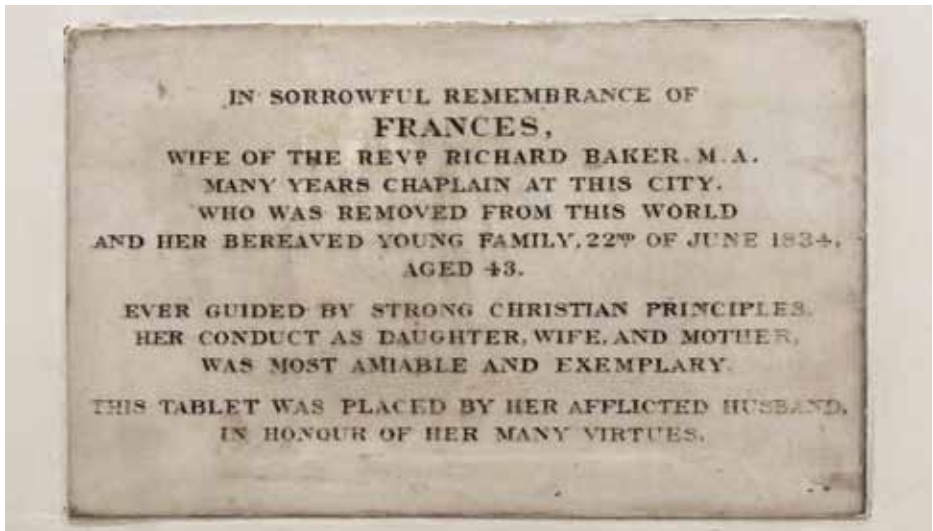 IN SORROWFUL REMEMBRANCE OF
FRANCES,
WIFE OF THE REVD RICHARD BAKER. M.A.
MANY YEARS CHAPLAIN AT THIS CITY.
WHO WAS REMOVED FROM THIS WORLD
AND HER BEREAVED YOUNG FAMILY, 22ND OF JUNE 1834,
AGED 43.
EVER GUIDED BY STRONG CHRISTIAN PRINCIPLES.
HER CONDUCT AS DAUGHTER, WIFE, AND MOTHER,
WAS MOST AMIABLE AND EXEMPLARY.
THIS TABLET WAS PLACED BY HER AFFLICTED HUSBAND,
IN HONOUR OF HER MANY VIRTUES.